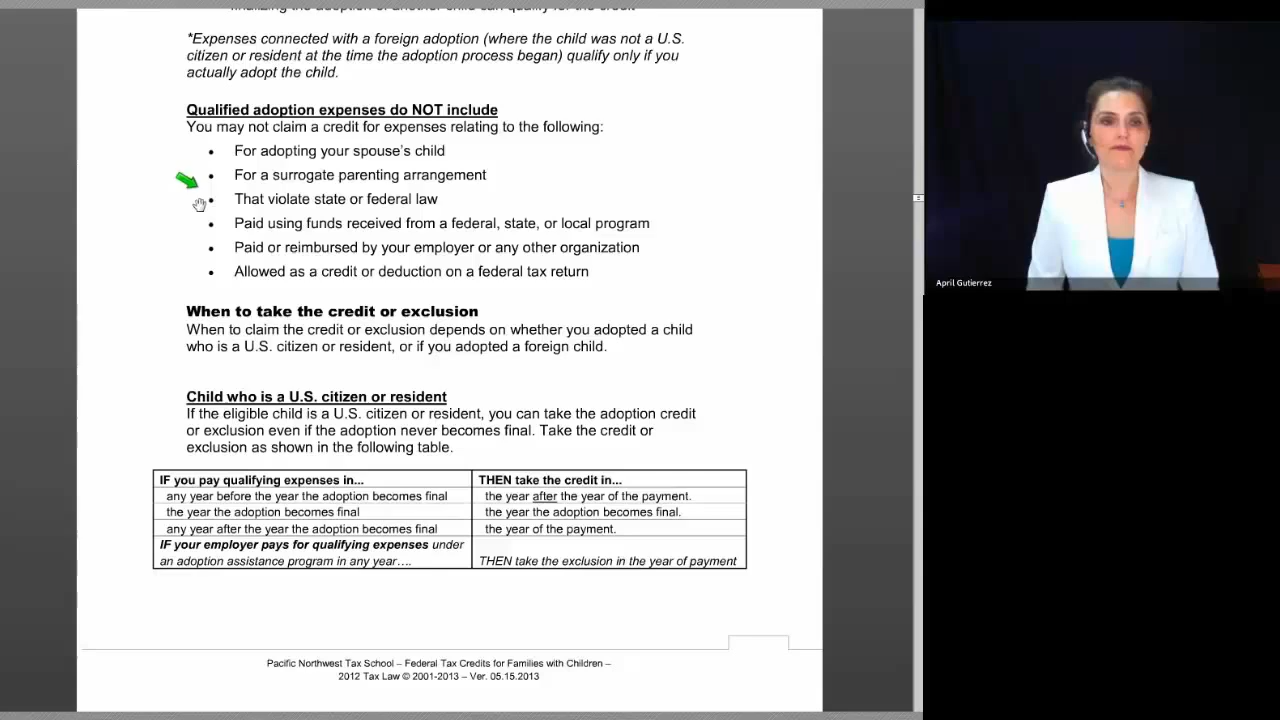 finalizing the adoption of another child can qualify for the credit
*Expenses connected with a foreign adoption (where the child was not a U.S.
citizen or resident at the time the adoption process began) qualify only if you
actually adopt the child.
Qualified adoption expenses do NOT include
You may not claim a credit for expenses relating to the following:
• For adopting your spouse's child
• For a surrogate parenting arrangement
• That violate state or federal law
• Paid using funds received from a federal, state, or local program
• Paid or reimbursed by your employer or any other organization
• Allowed as a credit or deduction on a federal tax return
When to take the credit or exclusion
When to claim the credit or exclusion depends on whether you adopted a child
who is a U.S. citizen or resident, or if you adopted a foreign child.
Child who is a U.S. citizen or resident
If the eligible child is a U.S. citizen or resident, you can take the adoption credit
or exclusion even if the adoption never becomes final. Take the credit or
exclusion as shown in the following table.
IF you pay qualifying expenses in... THEN take the credit in...
any year before the year the adoption becomes final the year after the year of the payment.
the year the adoption becomes final the year the adoption becomes final.
any year after the year the adoption becomes final the year of the payment.
IF your employer pays for qualifying expenses under
an adoption assistance program in any year…. THEN take the exclusion in the year of payment
Pacific Northwest Tax School – Federal Tax Credits for Families with Children –
2012 Tax Law © 2001-2013 – Ver. 05.15.2013
April Gutierrez